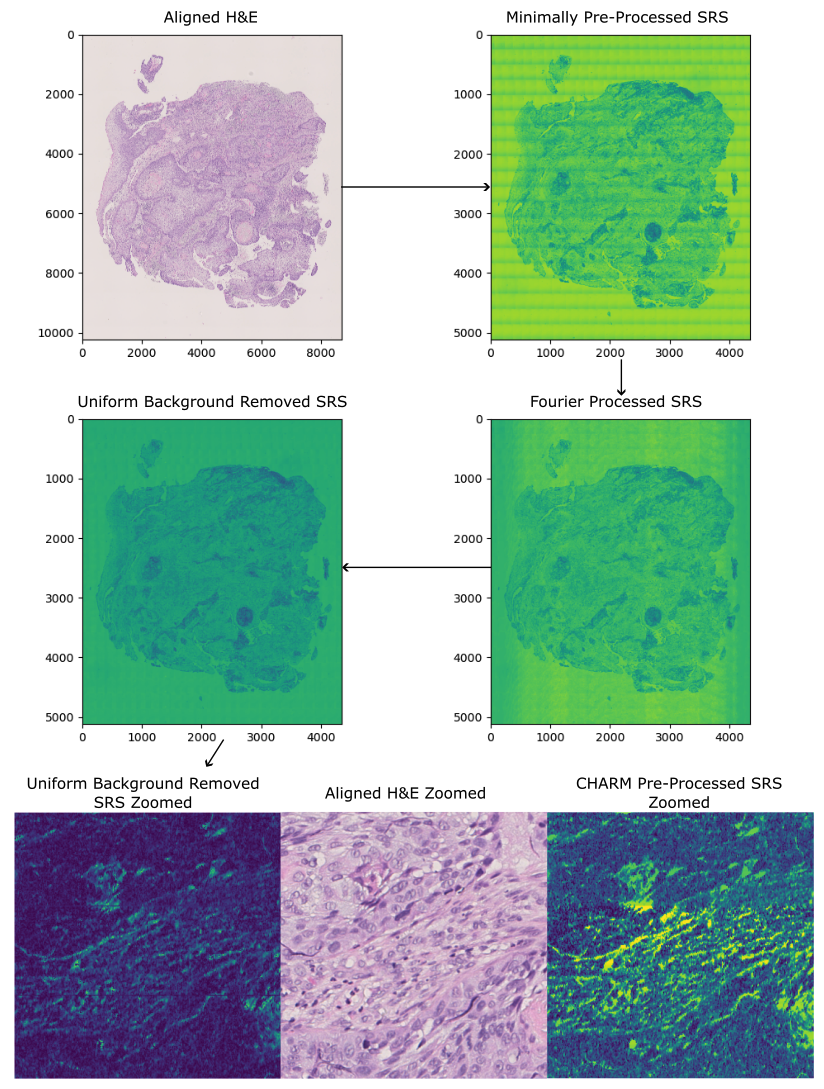 Aligned H&E
Minimally Pre-Processed SRS
0
2000
4000
6000
8000
10000
0 2000 4000 6000 8000
0
1000
2000
3000
4000
5000
0 1000 2000 3000 4000
Uniform Background Removed SRS
Fourier Processed SRS
0
1000
2000
3000
4000
5000
0 1000 2000 3000 4000
0
1000
2000
3000
4000
5000
0 1000 2000 3000 4000
Uniform Background Removed
SRS Zoomed
Aligned H&E Zoomed
CHARM Pre-Processed SRS
Zoomed